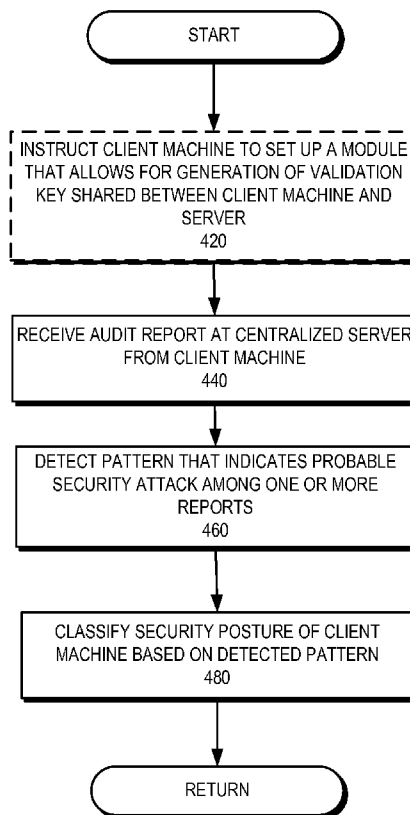 START
INSTRUCT CLIENT MACHINE TO SET UP A MODULE
THAT ALLOWS FOR GENERATION OF VALIDATION
KEY SHARED BETWEEN CLIENT MACHINE AND
SERVER
420
RECEIVE AUDIT REPORT AT CENTRALIZED SERVER
FROM CLIENT MACHINE
440
DETECT PATTERN THAT INDICATES PROBABLE
SECURITY ATTACK AMONG ONE OR MORE
REPORTS
460
CLASSIFY SECURITY POSTURE OF CLIENT
MACHINE BASED ON DETECTED PATTERN
480
RETURN